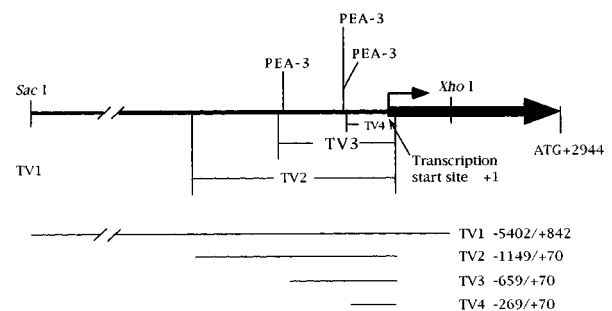 PEA-3
PEA-3
PEA-3
Sac I
Xho I
TV4
TV3
TV2
TV1
Transcription
start site +1
ATG+2944
TV1 -5402/+842
TV2 -1149/+70
TV3 -659/+70
TV4 -269/+70